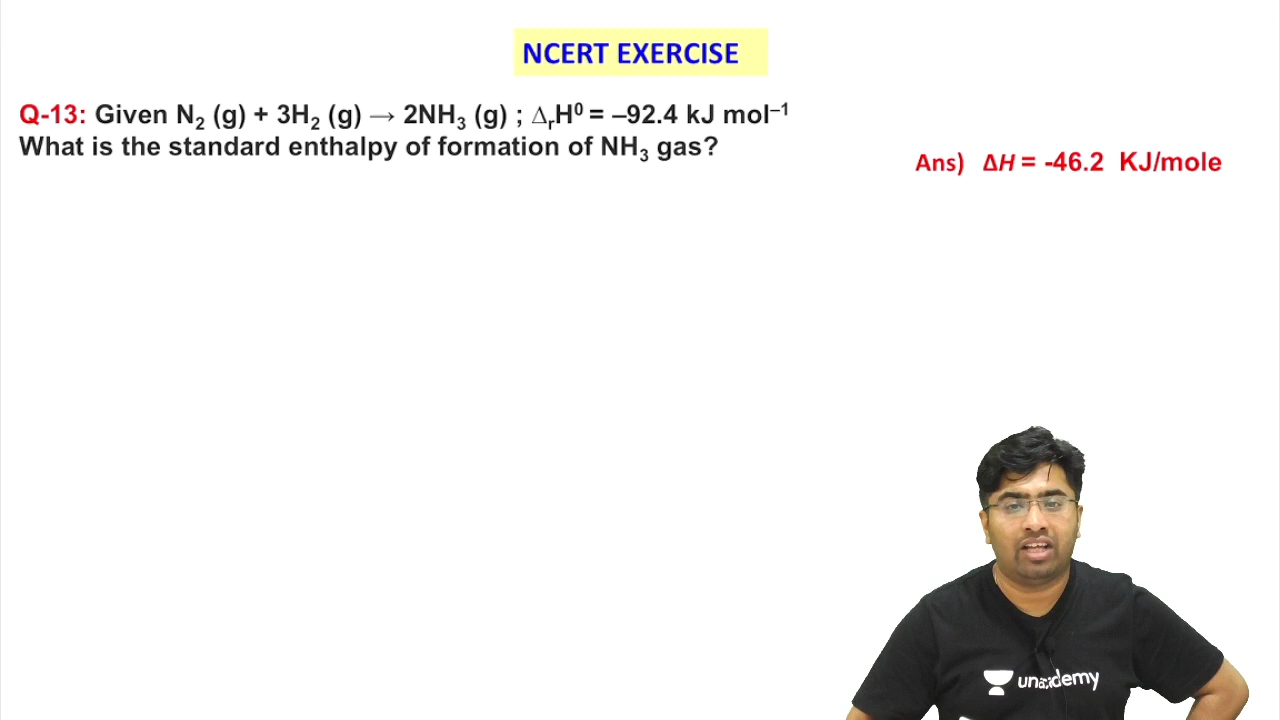 NCERT EXERCISE
Q-13: Given N₂ (g) + 3H₂ (g) → 2NH₃ (g) ; ΔᵣH⁰ = –92.4 kJ mol⁻¹
What is the standard enthalpy of formation of NH₃ gas?
Ans) ΔH = -46.2 KJ/mole
unacademy